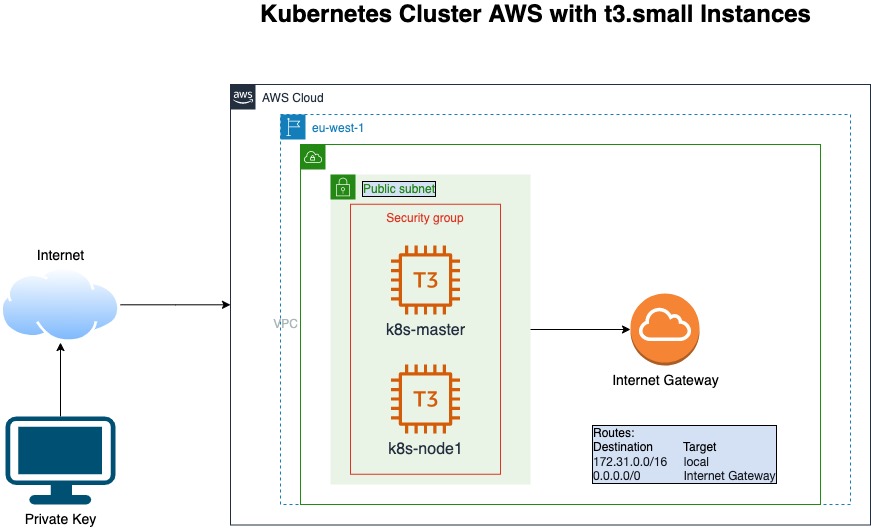 Kubernetes Cluster AWS with t3.small Instances
aws
AWS Cloud
eu-west-1
Public subnet
Security group
T3
k8s-master
T3
k8s-node1
VPC
Internet
Private Key
Internet Gateway
Routes:
Destination Target
172.31.0.0/16 local
0.0.0.0/0 Internet Gateway